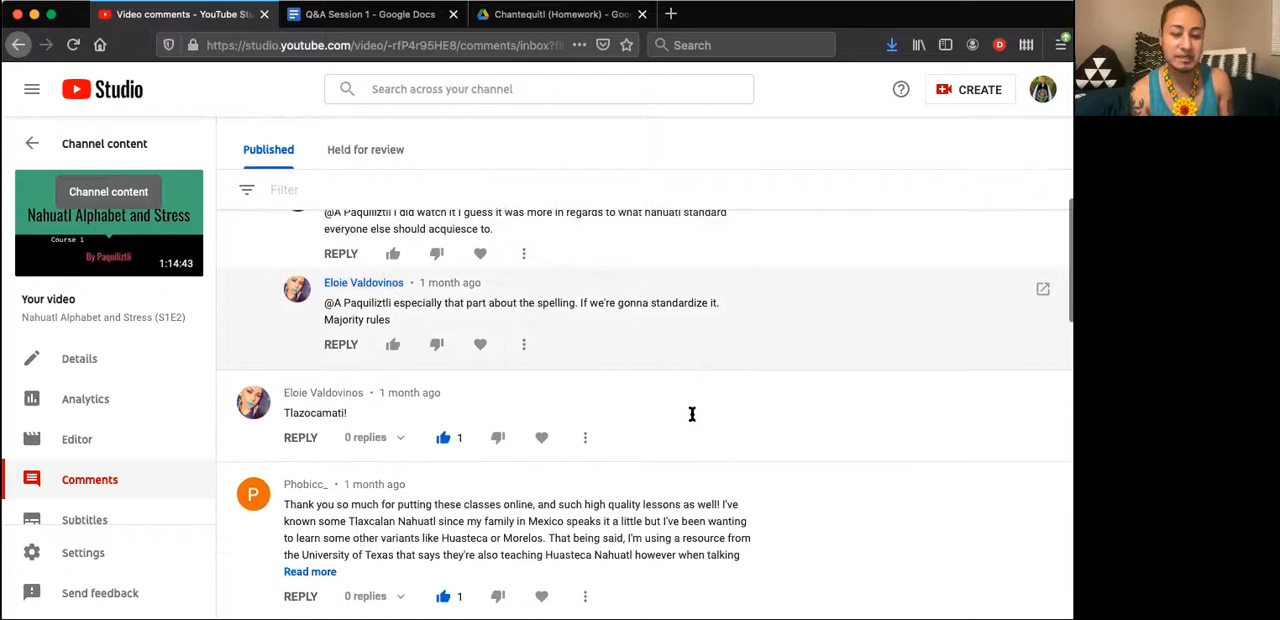 Video comments - YouTube St
Q&A Session 1 - Google Docs
Chantequitl (Homework) - Goo
https://studio.youtube.com/video/-rfP4r95HE8/comments/inbox?fi
Search
Studio
Search across your channel
CREATE
Channel content
Channel content
Nahuatl Alphabet and Stress
Course 1
By Paquiliztli
1:14:43
Your video
Nahuatl Alphabet and Stress (S1E2)
Details
Analytics
Editor
Comments
Subtitles
Settings
Send feedback
Published
Held for review
Filter
@A Paquiliztli I did watch it I guess it was more in regards to what nahuatl standard
everyone else should acquiesce to.
REPLY
Eloie Valdovinos • 1 month ago
@A Paquiliztli especially that part about the spelling. If we're gonna standardize it.
Majority rules
REPLY
Eloie Valdovinos • 1 month ago
Tlazocamati!
REPLY 0 replies 1
P
Phobicc_ • 1 month ago
Thank you so much for putting these classes online, and such high quality lessons as well! I've
known some Tlaxcalan Nahuatl since my family in Mexico speaks it a little but I've been wanting
to learn some other variants like Huasteca or Morelos. That being said, I'm using a resource from
the University of Texas that says they're also teaching Huasteca Nahuatl however when talking
Read more
REPLY 0 replies 1